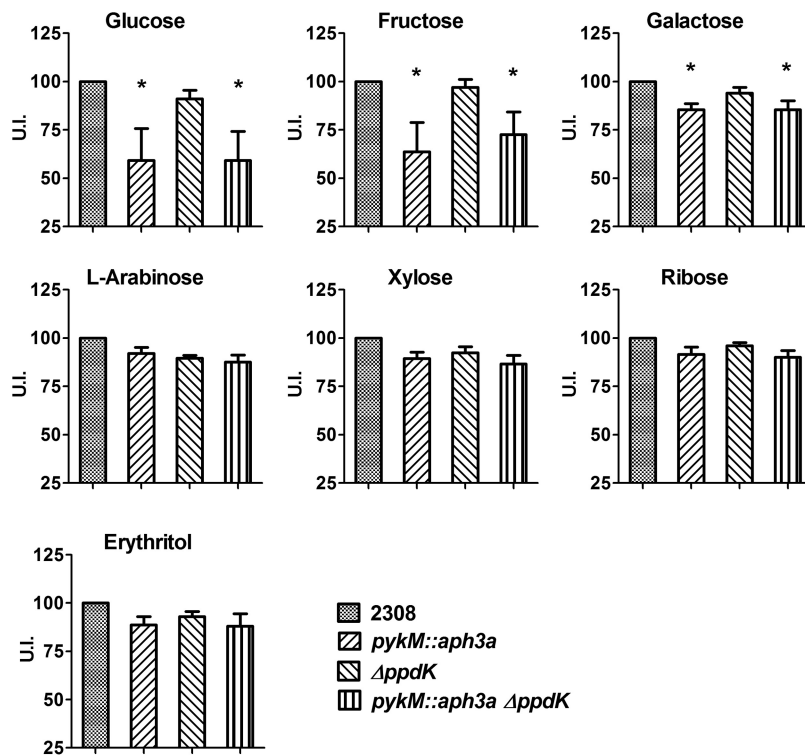 Glucose
125
100
75
50
25
U.I.
* *
Fructose
125
100
75
50
25
U.I.
* *
Galactose
125
100
75
50
25
U.I.
* *
L-Arabinose
125
100
75
50
25
U.I.
Xylose
125
100
75
50
25
U.I.
Ribose
125
100
75
50
25
U.I.
Erythritol
125
100
75
50
25
U.I.
2308
pykM::aph3a
ΔppdK
pykM::aph3a ΔppdK